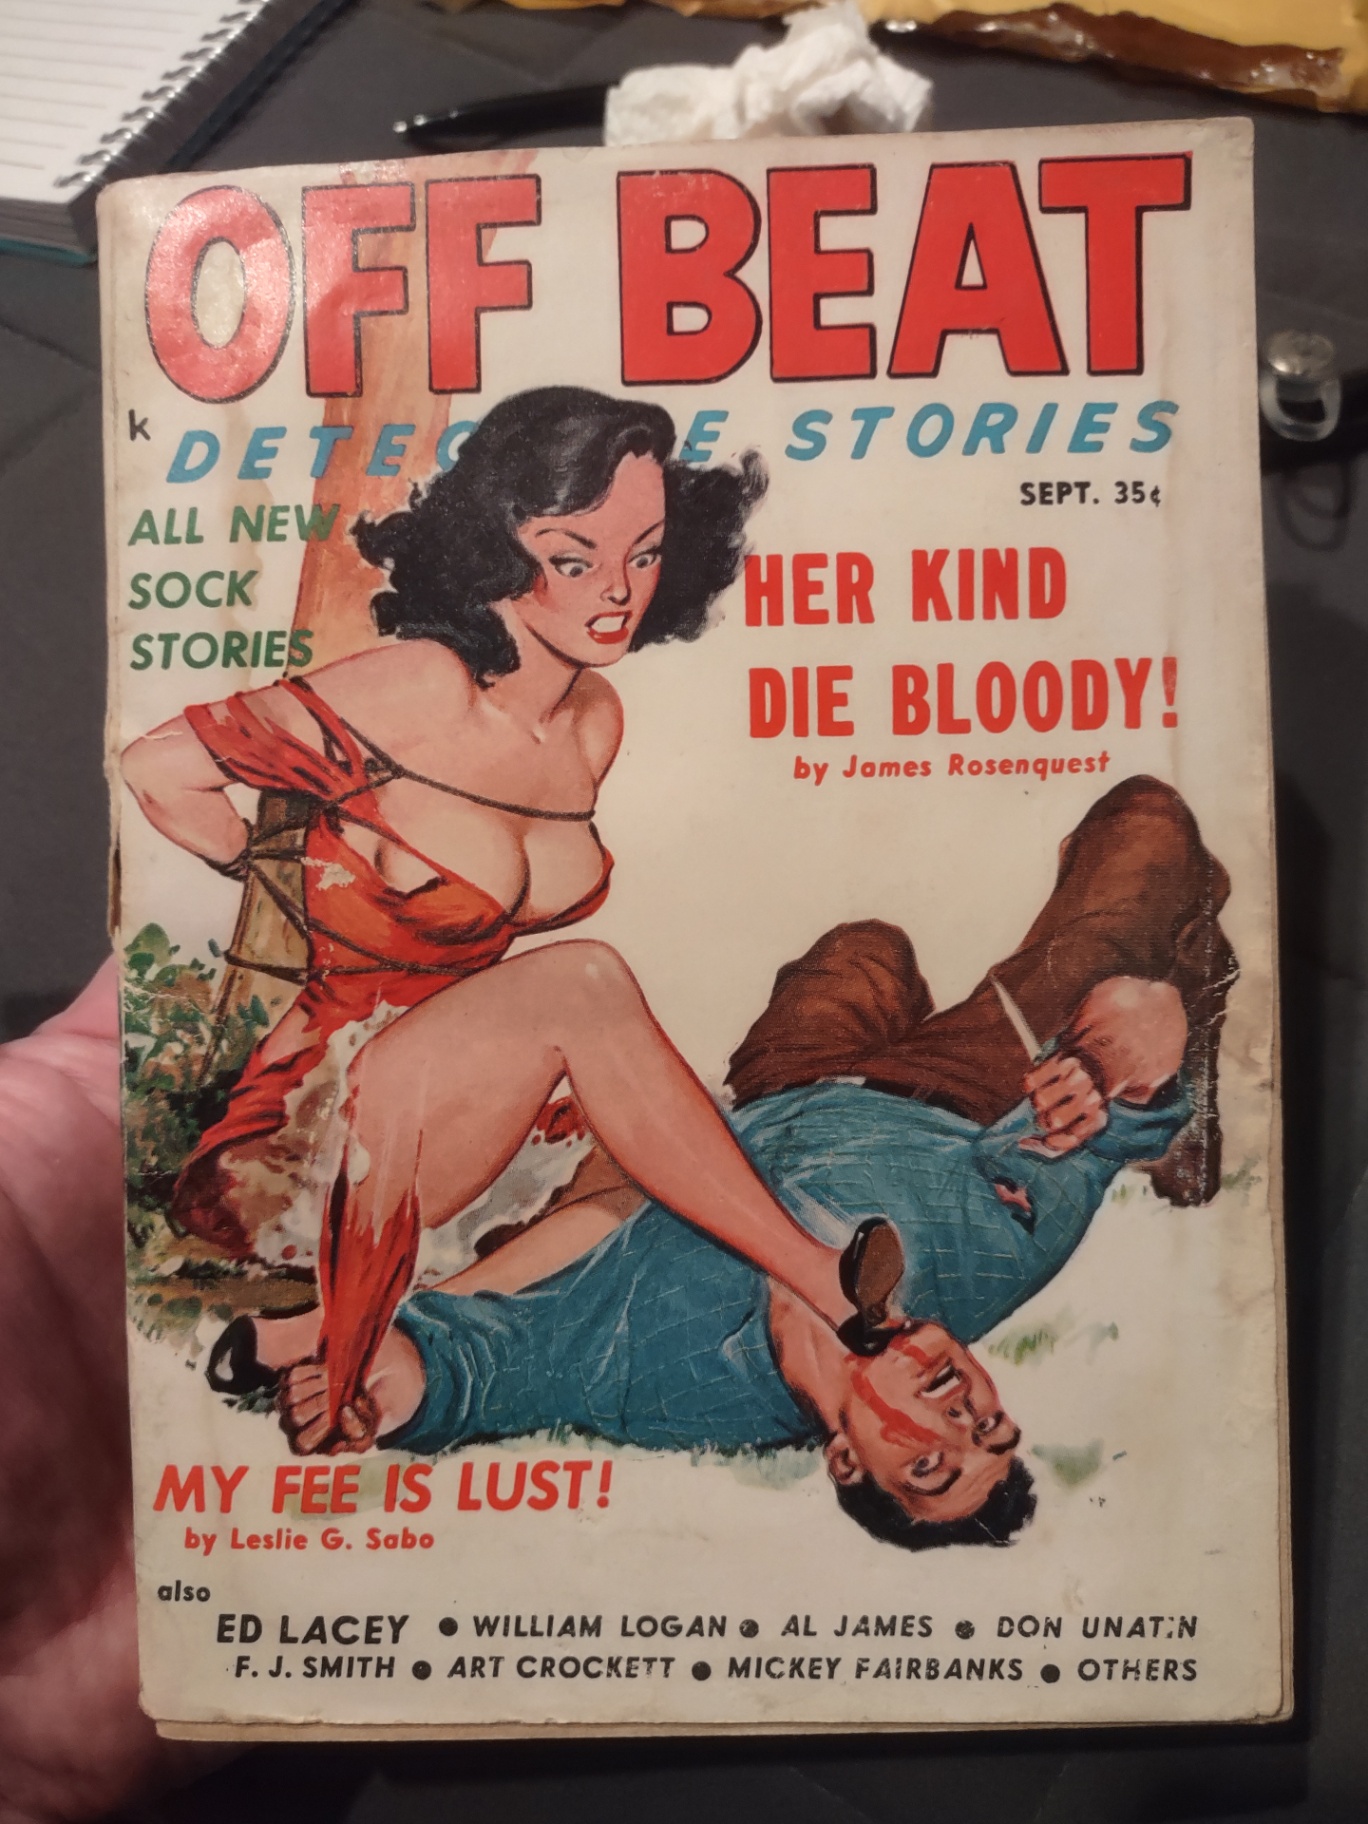 OFF BEAT
k
DETEC E STORIES
SEPT. 35¢
ALL NEW
SOCK
STORIES
HER KIND
DIE BLOODY!
by James Rosenquest
MY FEE IS LUST!
by Leslie G. Sabo
also
ED LACEY ● WILLIAM LOGAN ● AL JAMES ● DON UNATIN
F. J. SMITH ● ART CROCKETT ● MICKEY FAIRBANKS ● OTHERS